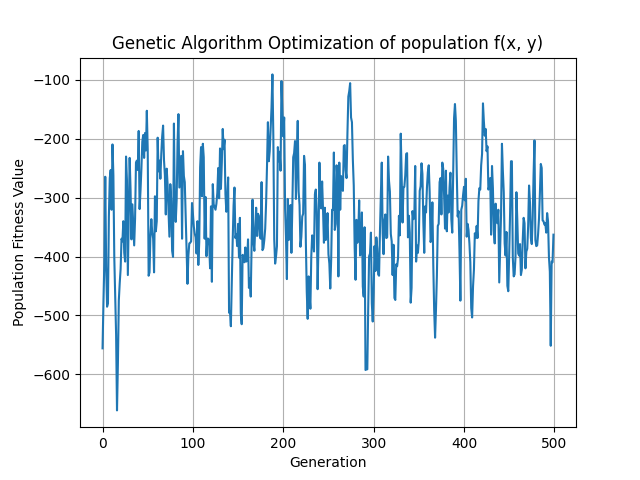 Genetic Algorithm Optimization of population f(x, y)
Population Fitness Value
−100
−200
−300
−400
−500
−600
0 100 200 300 400 500
Generation